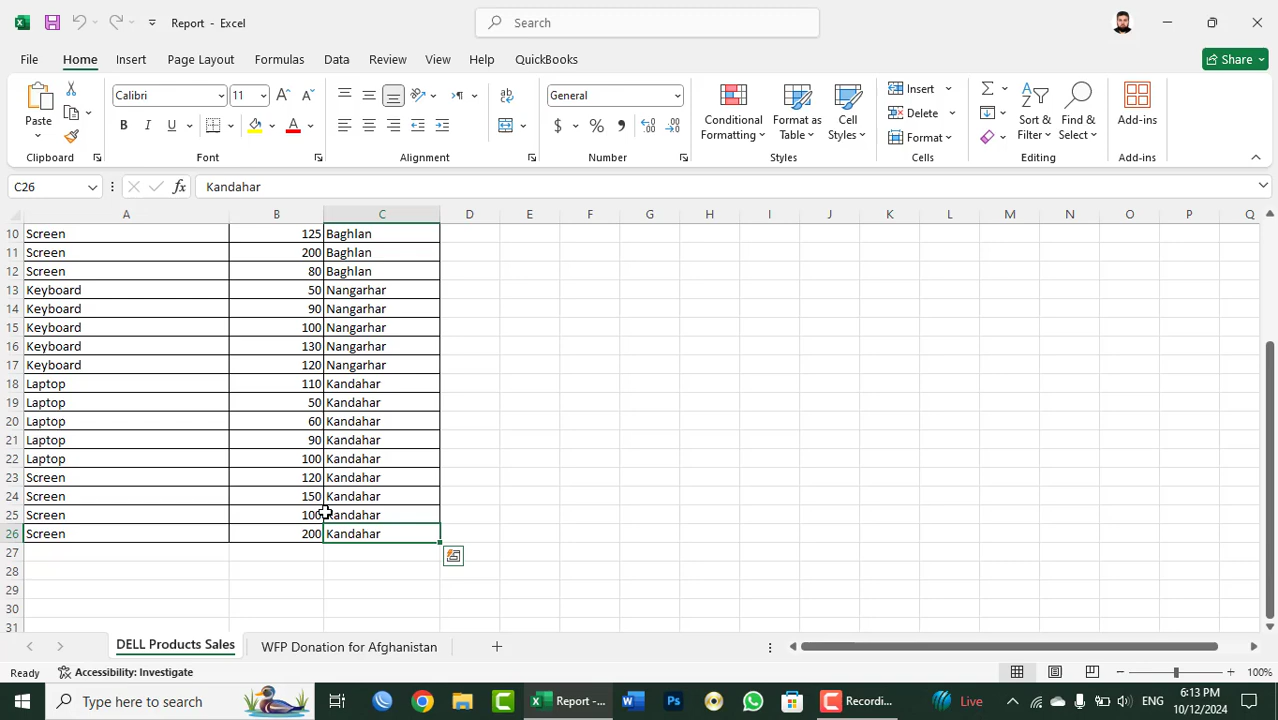 Report - Excel
Search
File Home Insert Page Layout Formulas Data Review View Help QuickBooks Share
Calibri 11 General
Paste Conditional Formatting Format as Table Cell Styles Insert Delete Format Sort & Filter Find & Select Add-ins
B I U A $ %
Clipboard Font Alignment Number Styles Cells Editing Add-ins
C26 fx Kandahar
A B C D E F G H I J K L M N O P Q
10 Screen 125 Baghlan
11 Screen 200 Baghlan
12 Screen 80 Baghlan
13 Keyboard 50 Nangarhar
14 Keyboard 90 Nangarhar
15 Keyboard 100 Nangarhar
16 Keyboard 130 Nangarhar
17 Keyboard 120 Nangarhar
18 Laptop 110 Kandahar
19 Laptop 50 Kandahar
20 Laptop 60 Kandahar
21 Laptop 90 Kandahar
22 Laptop 100 Kandahar
23 Screen 120 Kandahar
24 Screen 150 Kandahar
25 Screen 100 Kandahar
26 Screen 200 Kandahar
27
28
29
30
31
DELL Products Sales WFP Donation for Afghanistan
Ready Accessibility: Investigate 100%
Type here to search Report -... Recordi... Live ENG 6:13 PM
10/12/2024